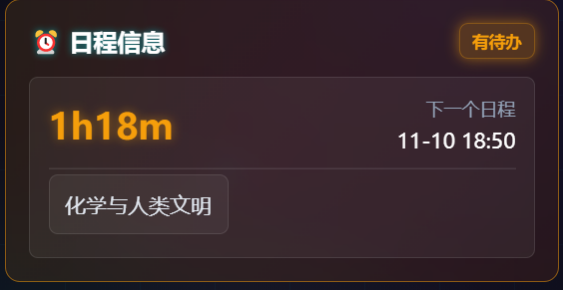 ⏰ 日程信息
有待办
1h18m
下一个日程
11-10 18:50
化学与人类文明